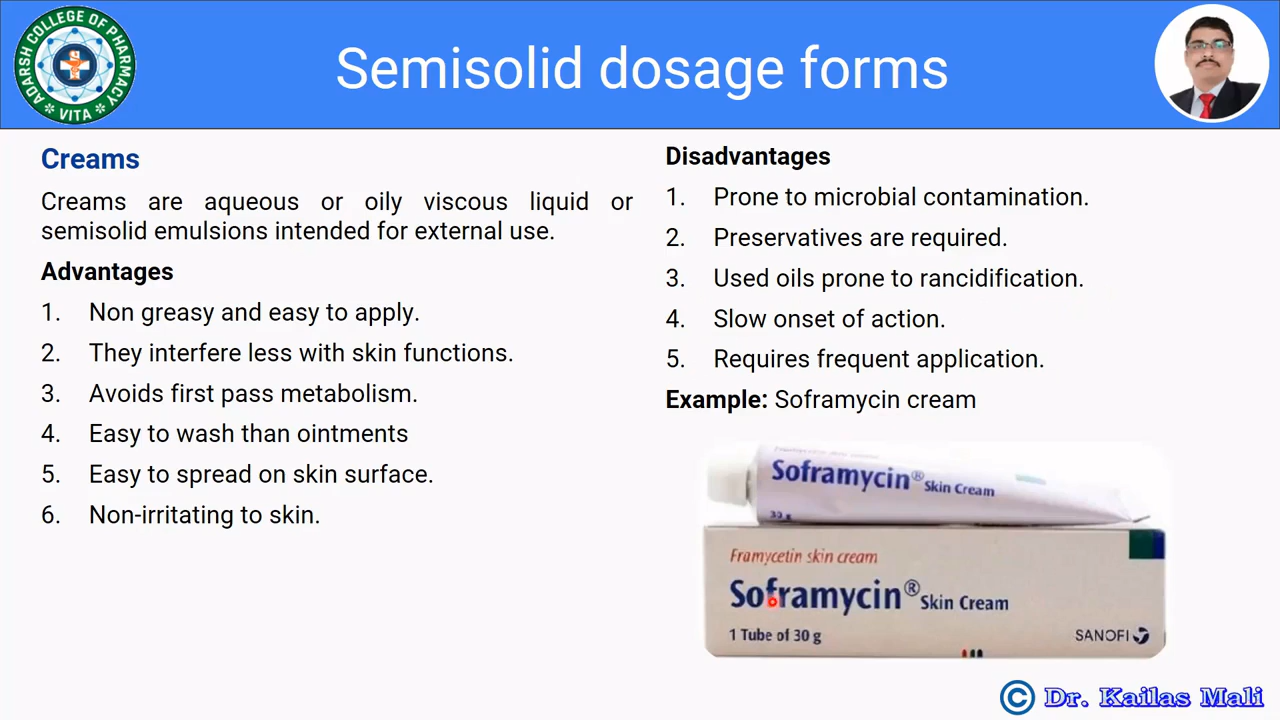 ADARSH COLLEGE OF PHARMACY
VITA
Semisolid dosage forms
Creams
Creams are aqueous or oily viscous liquid or
semisolid emulsions intended for external use.
Advantages
1. Non greasy and easy to apply.
2. They interfere less with skin functions.
3. Avoids first pass metabolism.
4. Easy to wash than ointments
5. Easy to spread on skin surface.
6. Non-irritating to skin.
Disadvantages
1. Prone to microbial contamination.
2. Preservatives are required.
3. Used oils prone to rancidification.
4. Slow onset of action.
5. Requires frequent application.
Example: Soframycin cream
Soframycin® Skin Cream
30 g
Framycetin skin cream
Soframycin® Skin Cream
1 Tube of 30 g
SANOFI
© Dr. Kailas Mali